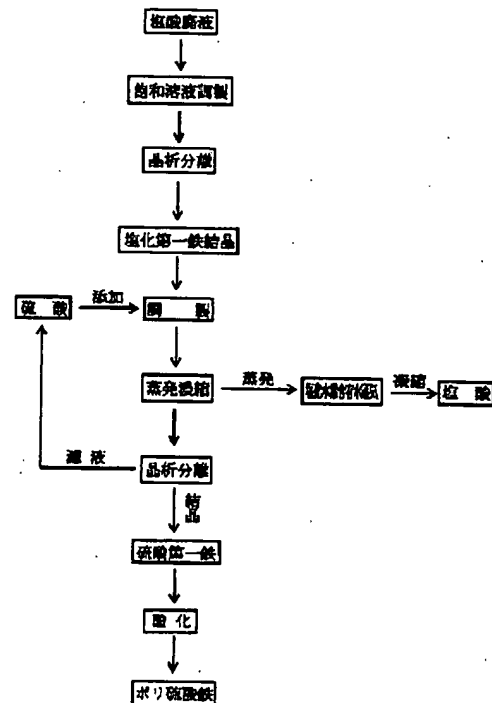 塩酸廃液
飽和溶液調製
晶析分離
塩化第一鉄結晶
硫酸
添加
調製
蒸発濃縮
蒸発
凝縮
塩酸
濾液
晶析分離
結晶
硫酸第一鉄
酸化
ポリ硫酸鉄